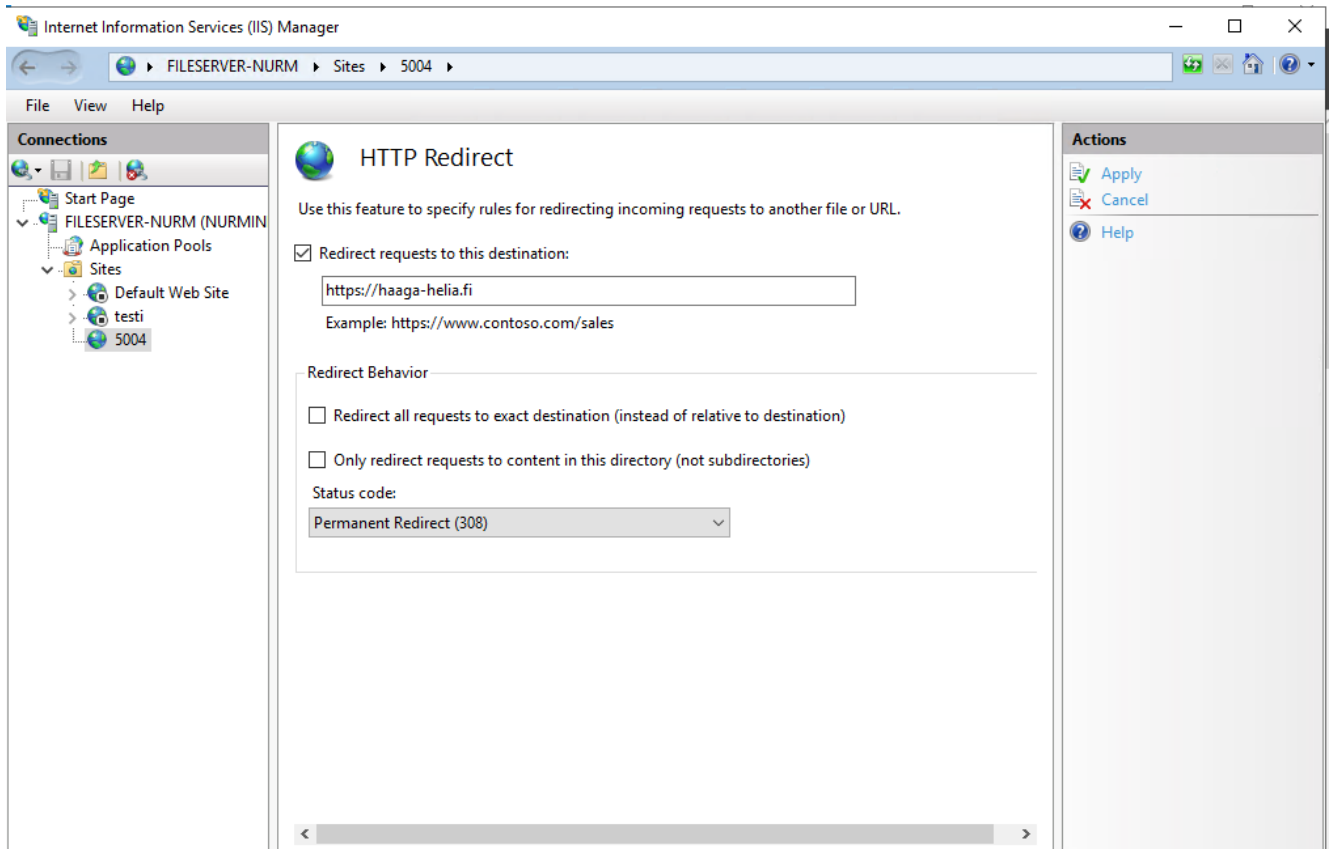 Internet Information Services (IIS) Manager
FILESERVER-NURM Sites 5004
File View Help
Connections
Start Page
FILESERVER-NURM (NURMIN
Application Pools
Sites
Default Web Site
testi
5004
HTTP Redirect
Use this feature to specify rules for redirecting incoming requests to another file or URL.
Redirect requests to this destination:
https://haaga-helia.fi
Example: https://www.contoso.com/sales
Redirect Behavior
Redirect all requests to exact destination (instead of relative to destination)
Only redirect requests to content in this directory (not subdirectories)
Status code:
Permanent Redirect (308)
Actions
Apply
Cancel
Help